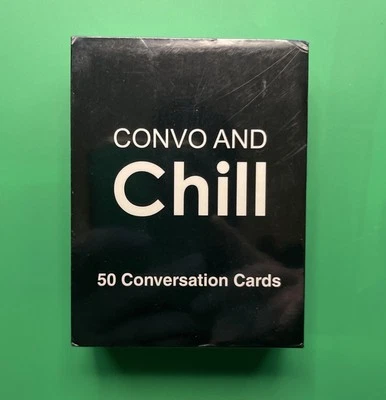 CONVO AND
Chill
50 Conversation Cards